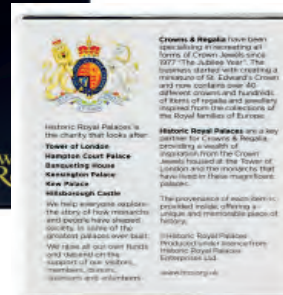 Historic Royal Palaces is
the charity that looks after
Tower of London
Hampton Court Palace
Banqueting House
Kensington Palace
Kew Palace
Hillsborough Castle
We help everyone explore
the story of how monarchs
and people have shaped
society, in some of the
greatest palaces ever built.
We raise all our own funds
and depend on the
support of our visitors,
members, donors,
sponsors and volunteers
Crowns & Regalia have been
specialising in recreating all
forms of Crown Jewels since
1977 "The Jubilee Year". The
business started with creating a
miniature of St. Edward's Crown
and now contains over 40
different crowns and hundreds
of items of regalia and jewellery
inspired from the collections of
the Royal families of Europe.
Historic Royal Palaces are a key
partner for Crowns & Regalia,
providing a wealth of
inspiration from the Crown
Jewels housed at the Tower of
London and the monarchs that
have lived in these magnificent
palaces.
The provenance of each item is
provided inside, offering a
unique and memorable piece of
history.
© Historic Royal Palaces
Produced under licence from
Historic Royal Palaces
Enterprises Ltd.
www.hrp.org.uk